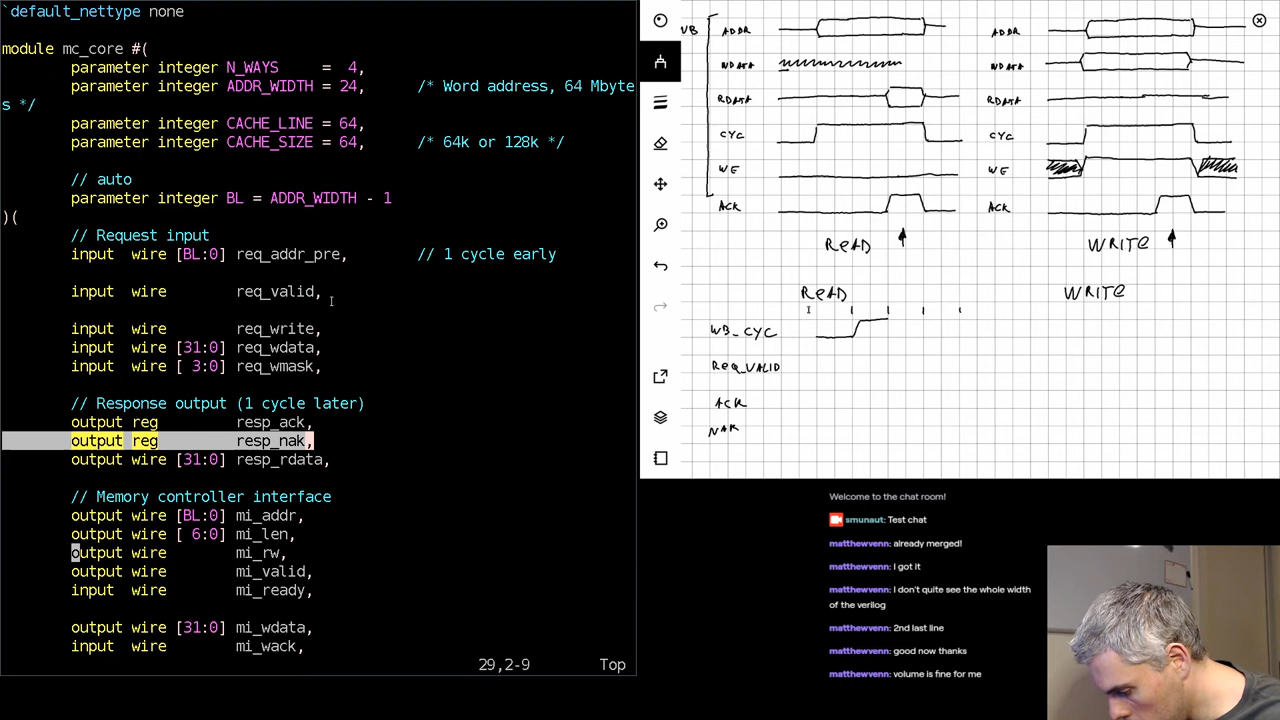 `default_nettype none
module mc_core #(
parameter integer N_WAYS = 4,
parameter integer ADDR_WIDTH = 24, /* Word address, 64 Mbyte
s */
parameter integer CACHE_LINE = 64,
parameter integer CACHE_SIZE = 64, /* 64k or 128k */
// auto
parameter integer BL = ADDR_WIDTH - 1
)(
// Request input
input wire [BL:0] req_addr_pre, // 1 cycle early
input wire req_valid,
input wire req_write,
input wire [31:0] req_wdata,
input wire [ 3:0] req_wmask,
// Response output (1 cycle later)
output reg resp_ack,
output reg resp_nak,
output wire [31:0] resp_rdata,
// Memory controller interface
output wire [BL:0] mi_addr,
output wire [ 6:0] mi_len,
output wire mi_rw,
output wire mi_valid,
input wire mi_ready,
output wire [31:0] mi_wdata,
input wire mi_wack,
29,2-9 Top
WB
ADDR
WDATA
RDATA
CYC
WE
ACK
READ
ADDR
WDATA
RDATA
CYC
WE
ACK
WRITE
READ
WRITE
WB_CYC
REQ_VALID
ACK
NAK
Welcome to the chat room!
smunaut: Test chat
matthewvenn: already merged!
matthewvenn: I got it
matthewvenn: I don't quite see the whole width
of the verilog
matthewvenn: 2nd last line
matthewvenn: good now thanks
matthewvenn: volume is fine for me